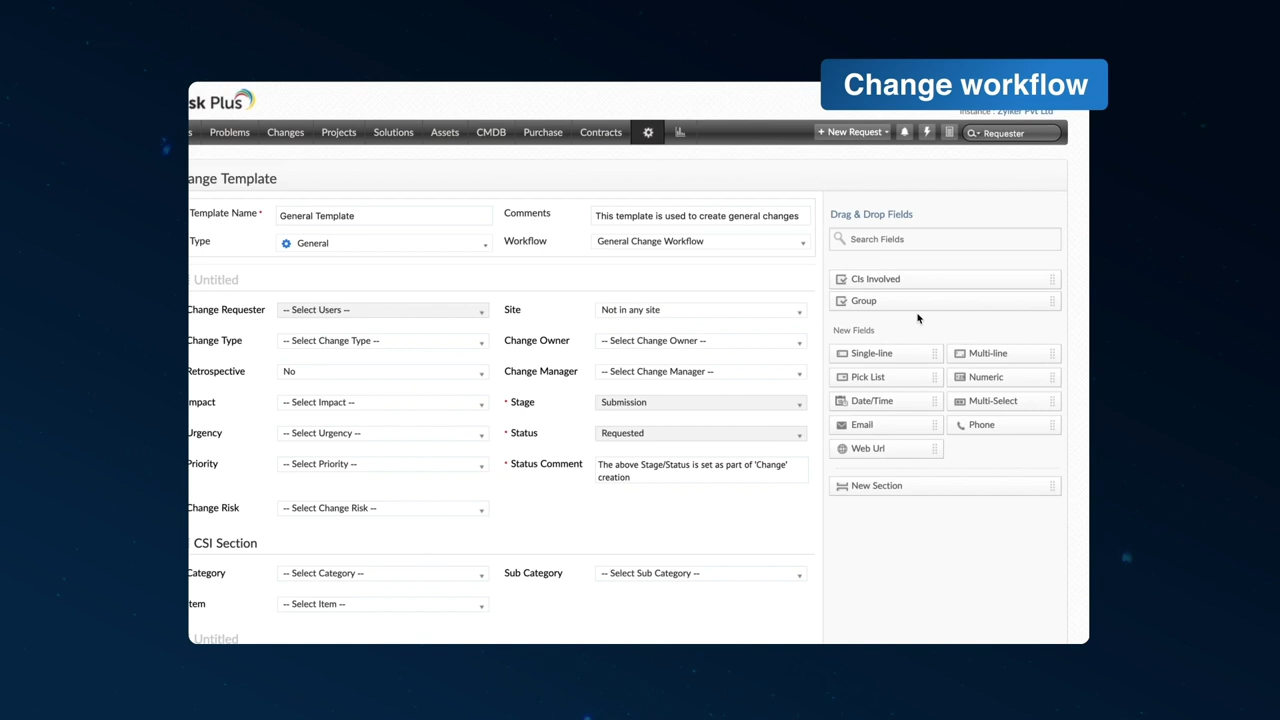 Change workflow
sk Plus
Instance : Zylker Pvt Ltd
s Problems Changes Projects Solutions Assets CMDB Purchase Contracts + New Request Requester
ange Template
Template Name * General Template Comments This template is used to create general changes
Type General Workflow General Change Workflow
Untitled
Change Requester -- Select Users -- Site Not in any site
Change Type -- Select Change Type -- Change Owner -- Select Change Owner --
Retrospective No Change Manager -- Select Change Manager --
Impact -- Select Impact -- * Stage Submission
Urgency -- Select Urgency -- * Status Requested
Priority -- Select Priority -- * Status Comment The above Stage/Status is set as part of 'Change'
creation
Change Risk -- Select Change Risk --
CSI Section
Category -- Select Category -- Sub Category -- Select Sub Category --
Item -- Select Item --
Untitled
Drag & Drop Fields
Search Fields
CIs Involved
Group
New Fields
Single-line Multi-line
Pick List Numeric
Date/Time Multi-Select
Email Phone
Web Url
New Section